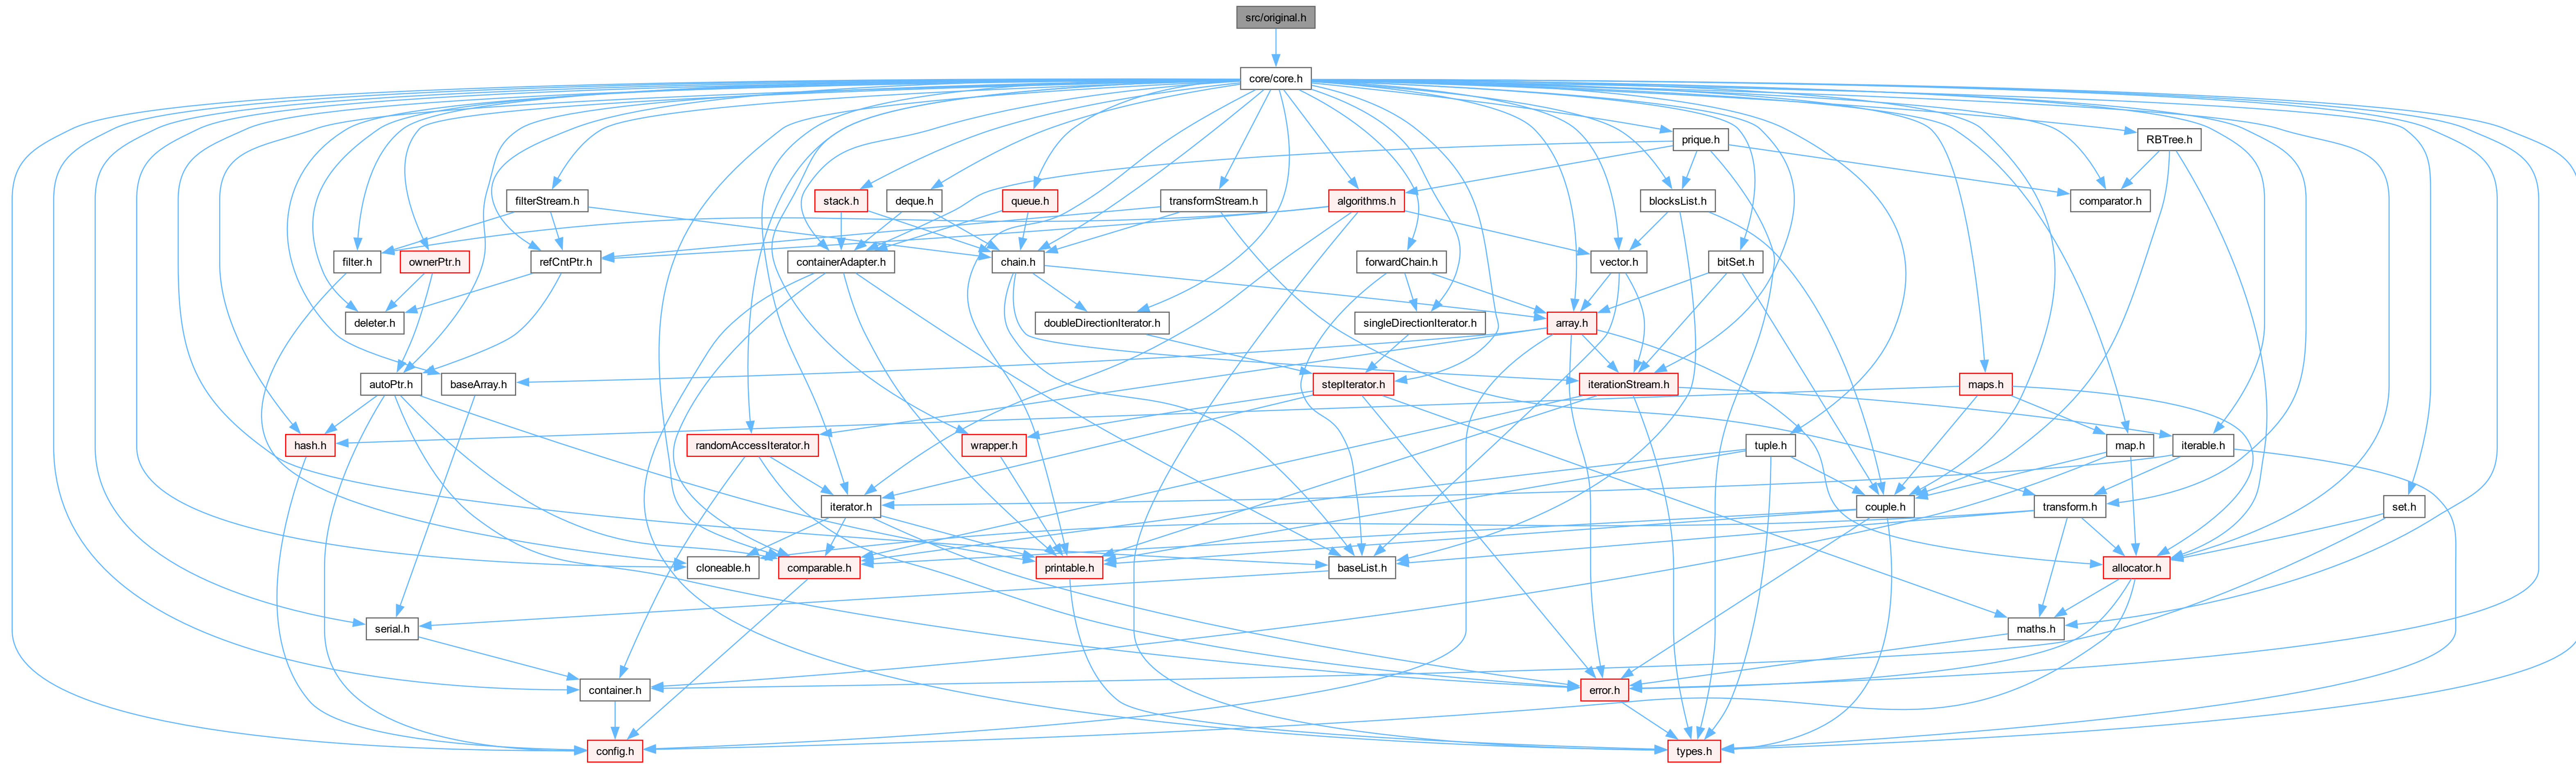 src/original.h
core/core.h
prique.h
RBTree.h
filterStream.h
stack.h
deque.h
queue.h
transformStream.h
algorithms.h
blocksList.h
comparator.h
filter.h
ownerPtr.h
refCntPtr.h
containerAdapter.h
chain.h
forwardChain.h
vector.h
bitSet.h
deleter.h
doubleDirectionIterator.h
singleDirectionIterator.h
array.h
autoPtr.h
baseArray.h
stepIterator.h
iterationStream.h
maps.h
hash.h
randomAccessIterator.h
wrapper.h
tuple.h
map.h
iterable.h
iterator.h
couple.h
transform.h
set.h
cloneable.h
comparable.h
printable.h
baseList.h
allocator.h
serial.h
maths.h
container.h
error.h
config.h
types.h